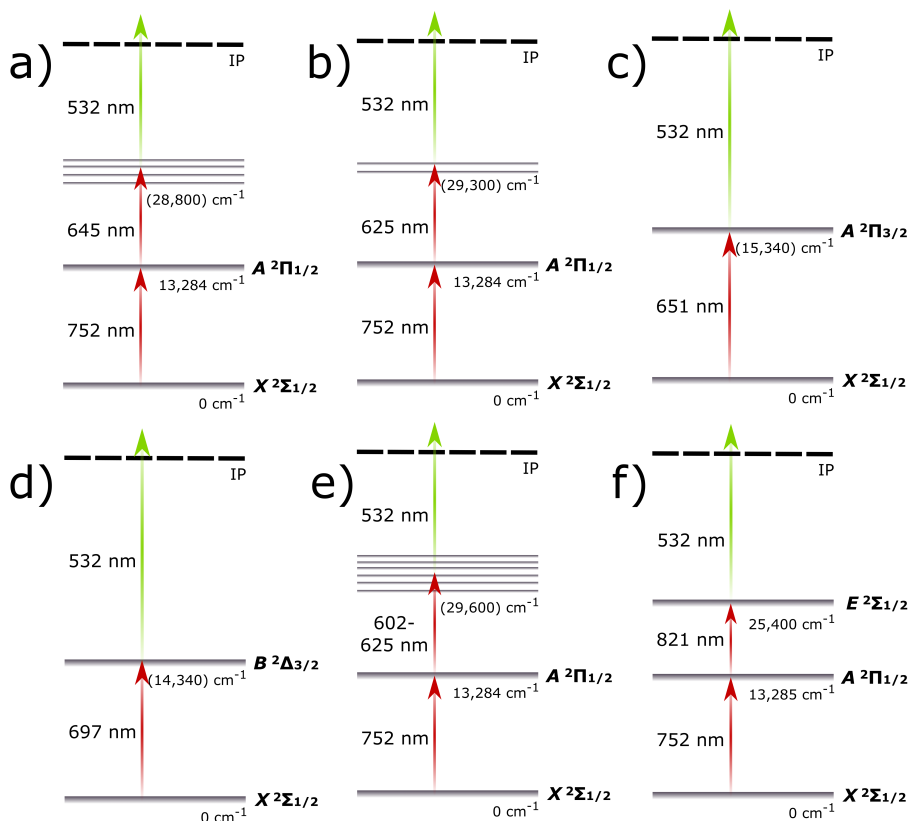 a)
IP
532 nm
(28,800) cm⁻¹
645 nm
A ²Π₁/₂
13,284 cm⁻¹
752 nm
X ²Σ₁/₂
0 cm⁻¹
b)
IP
532 nm
(29,300) cm⁻¹
625 nm
A ²Π₁/₂
13,284 cm⁻¹
752 nm
X ²Σ₁/₂
0 cm⁻¹
c)
IP
532 nm
A ²Π₃/₂
(15,340) cm⁻¹
651 nm
X ²Σ₁/₂
0 cm⁻¹
d)
IP
532 nm
B ²Δ₃/₂
(14,340) cm⁻¹
697 nm
X ²Σ₁/₂
0 cm⁻¹
e)
IP
532 nm
(29,600) cm⁻¹
602-
625 nm
A ²Π₁/₂
13,284 cm⁻¹
752 nm
X ²Σ₁/₂
0 cm⁻¹
f)
IP
532 nm
E ²Σ₁/₂
25,400 cm⁻¹
821 nm
A ²Π₁/₂
13,285 cm⁻¹
752 nm
X ²Σ₁/₂
0 cm⁻¹